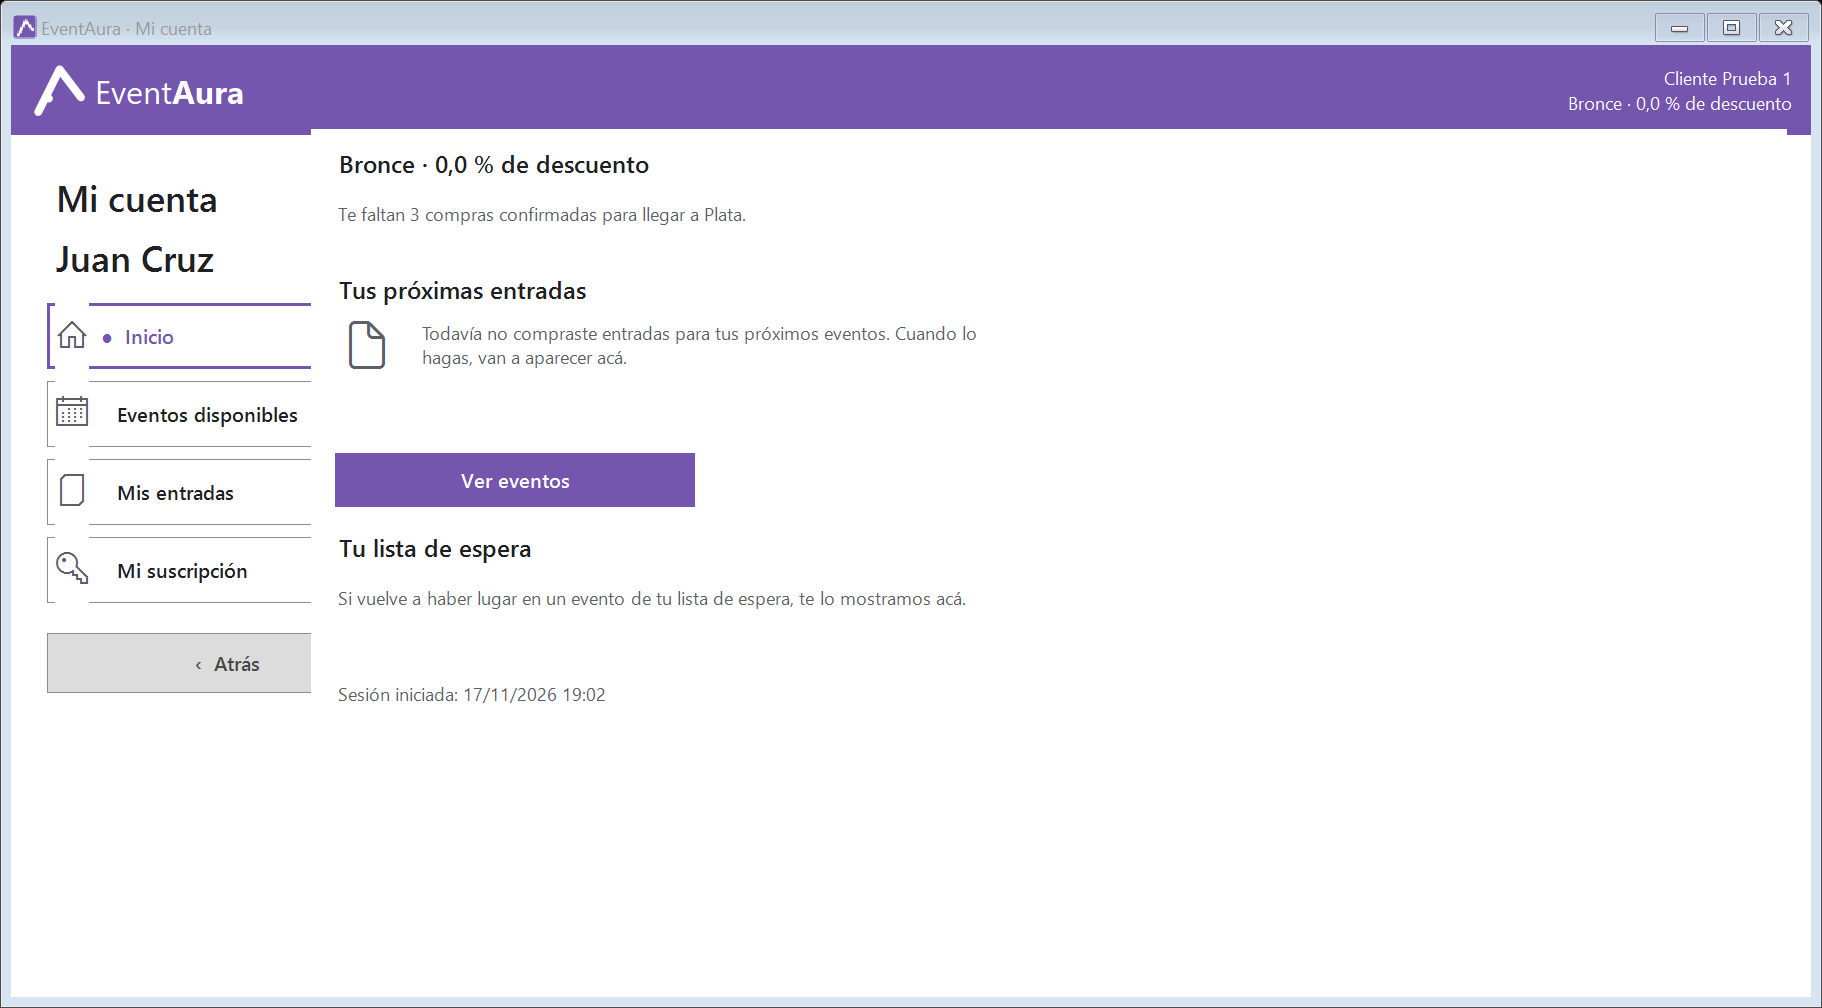 EventAura · Mi cuenta
EventAura
Cliente Prueba 1
Bronce · 0,0 % de descuento
Mi cuenta
Juan Cruz
Inicio
Eventos disponibles
Mis entradas
Mi suscripción
‹ Atrás
Bronce · 0,0 % de descuento
Te faltan 3 compras confirmadas para llegar a Plata.
Tus próximas entradas
Todavía no compraste entradas para tus próximos eventos. Cuando lo
hagas, van a aparecer acá.
Ver eventos
Tu lista de espera
Si vuelve a haber lugar en un evento de tu lista de espera, te lo mostramos acá.
Sesión iniciada: 17/11/2026 19:02